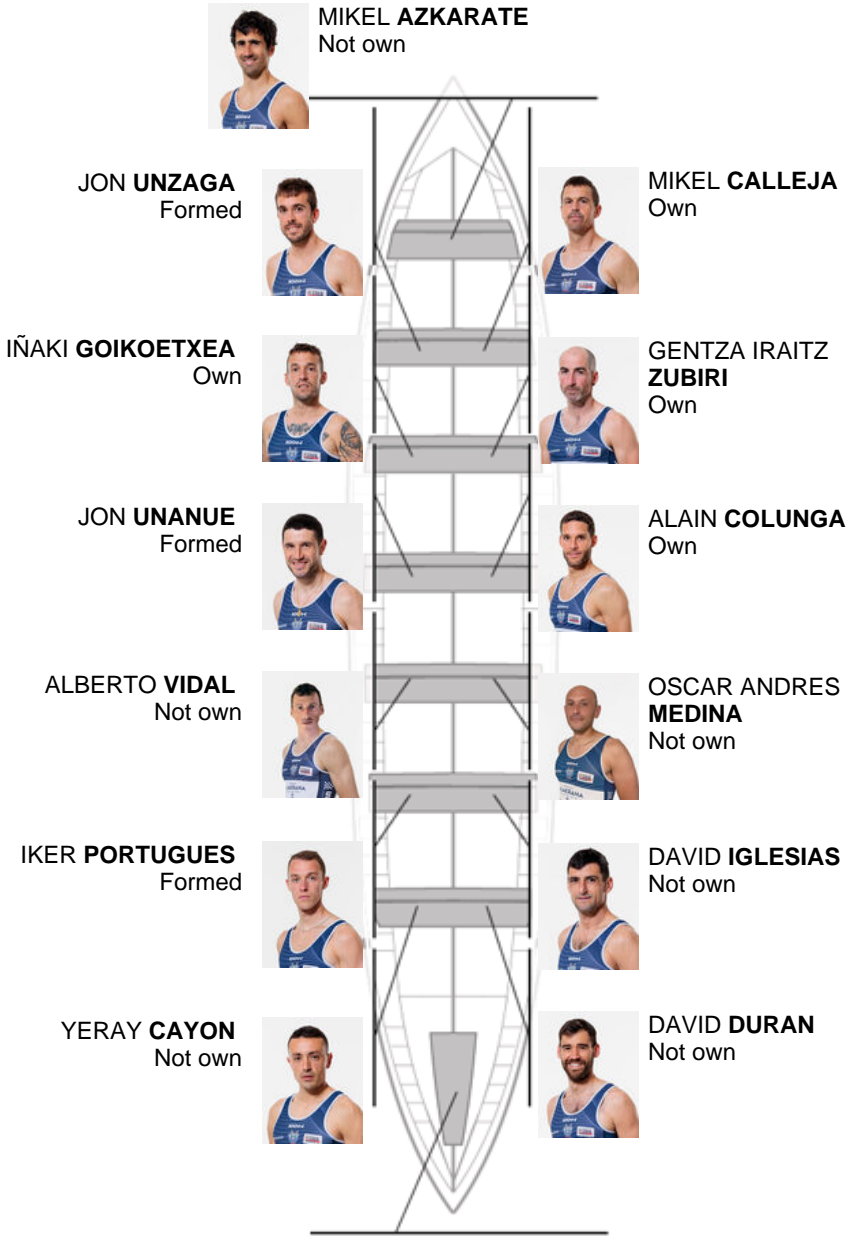 MIKEL AZKARATE
Not own
JON UNZAGA
Formed
MIKEL CALLEJA
Own
IÑAKI GOIKOETXEA
Own
GENTZA IRAITZ
ZUBIRI
Own
JON UNANUE
Formed
ALAIN COLUNGA
Own
ALBERTO VIDAL
Not own
OSCAR ANDRES
MEDINA
Not own
IKER PORTUGUES
Formed
DAVID IGLESIAS
Not own
YERAY CAYON
Not own
DAVID DURAN
Not own